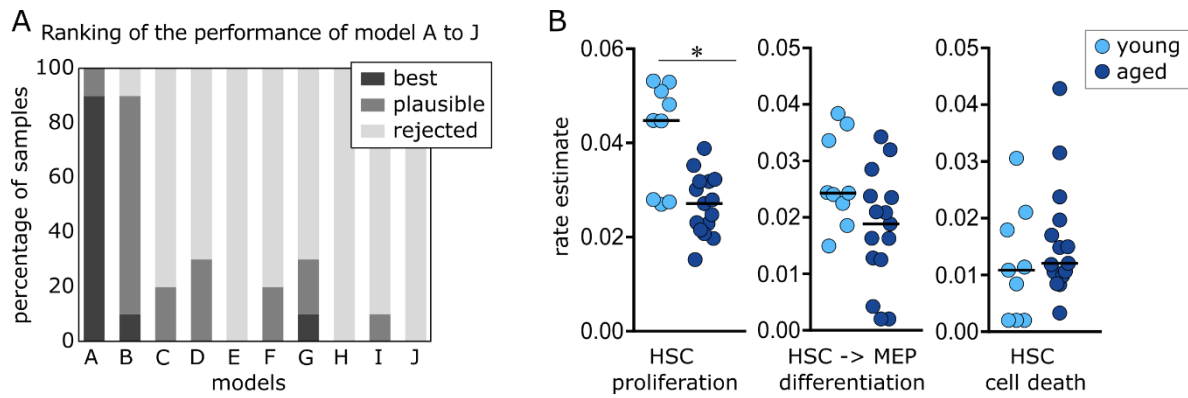 A
Ranking of the performance of model A to J
percentage of samples
100
80
60
40
20
0
best
plausible
rejected
A B C D E F G H I J
models
B
rate estimate
0.06
0.04
0.02
0.00
*
HSC
proliferation
0.05
0.04
0.03
0.02
0.01
0.00
HSC -> MEP
differentiation
0.05
0.04
0.03
0.02
0.01
0.00
HSC
cell death
young
aged